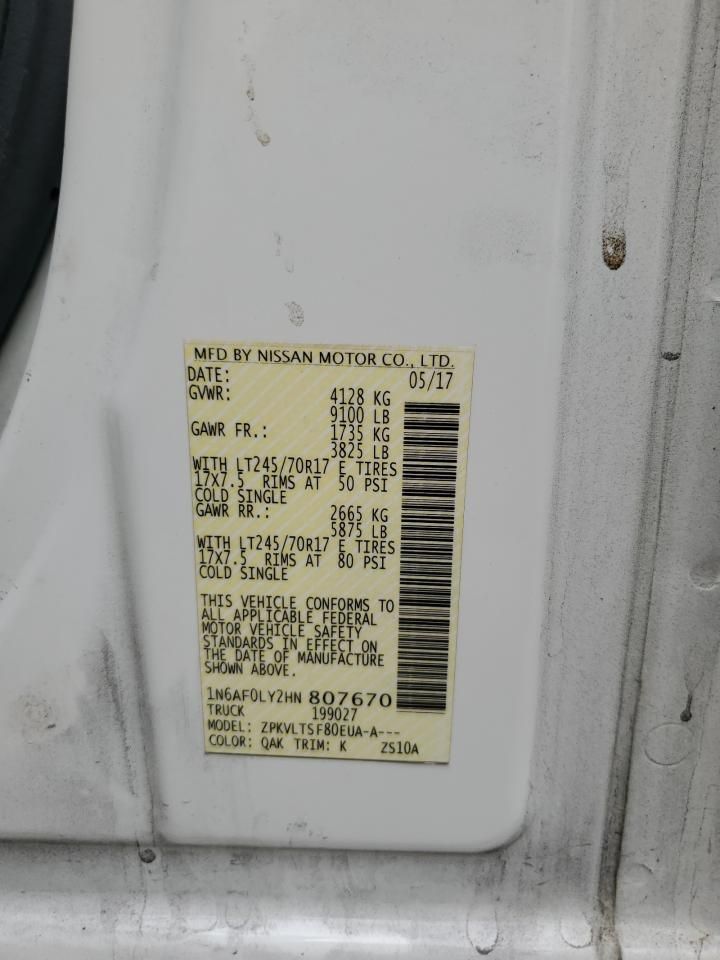 MFD BY NISSAN MOTOR CO., LTD.
DATE: 05/17
GVWR: 4128 KG
9100 LB
GAWR FR.: 1735 KG
3825 LB
WITH LT245/70R17 E TIRES
17X7.5 RIMS AT 50 PSI
COLD SINGLE
GAWR RR.: 2665 KG
5875 LB
WITH LT245/70R17 E TIRES
17X7.5 RIMS AT 80 PSI
COLD SINGLE
THIS VEHICLE CONFORMS TO
ALL APPLICABLE FEDERAL
MOTOR VEHICLE SAFETY
STANDARDS IN EFFECT ON
THE DATE OF MANUFACTURE
SHOWN ABOVE.
1N6AF0LY2HN 807670
TRUCK 199027
MODEL: ZPKVLTSF80EUA-A---
COLOR: QAK TRIM: K ZS10A